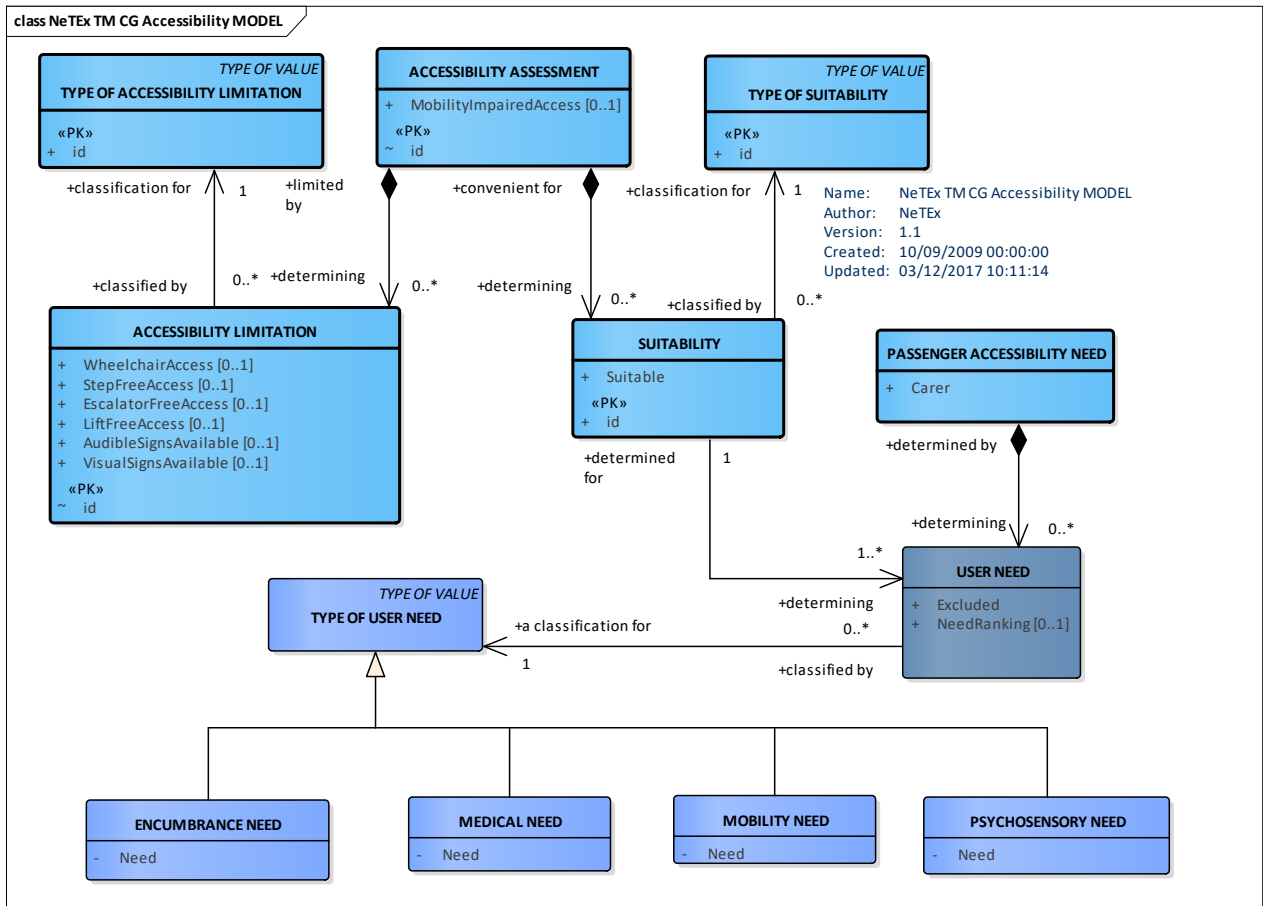 class NeTEx TM CG Accessibility MODEL
TYPE OF VALUE
TYPE OF ACCESSIBILITY LIMITATION
«PK»
+ id
ACCESSIBILITY ASSESSMENT
+ MobilityImpairedAccess [0..1]
«PK»
~ id
TYPE OF VALUE
TYPE OF SUITABILITY
«PK»
+ id
+classification for
1
+limited
by
+convenient for
+classification for
1
Name: NeTEx TM CG Accessibility MODEL
Author: NeTEx
Version: 1.1
Created: 10/09/2009 00:00:00
Updated: 03/12/2017 10:11:14
+classified by
0..*
+determining
0..*
+determining
0..*
+classified by
0..*
ACCESSIBILITY LIMITATION
+ WheelchairAccess [0..1]
+ StepFreeAccess [0..1]
+ EscalatorFreeAccess [0..1]
+ LiftFreeAccess [0..1]
+ AudibleSignsAvailable [0..1]
+ VisualSignsAvailable [0..1]
«PK»
~ id
SUITABILITY
+ Suitable
«PK»
+ id
PASSENGER ACCESSIBILITY NEED
+ Carer
+determined
for
1
+determined by
+determining
0..*
1..*
+determining
USER NEED
+ Excluded
+ NeedRanking [0..1]
TYPE OF VALUE
TYPE OF USER NEED
+a classification for
0..*
1
+classified by
ENCUMBRANCE NEED
- Need
MEDICAL NEED
- Need
MOBILITY NEED
- Need
PSYCHOSENSORY NEED
- Need